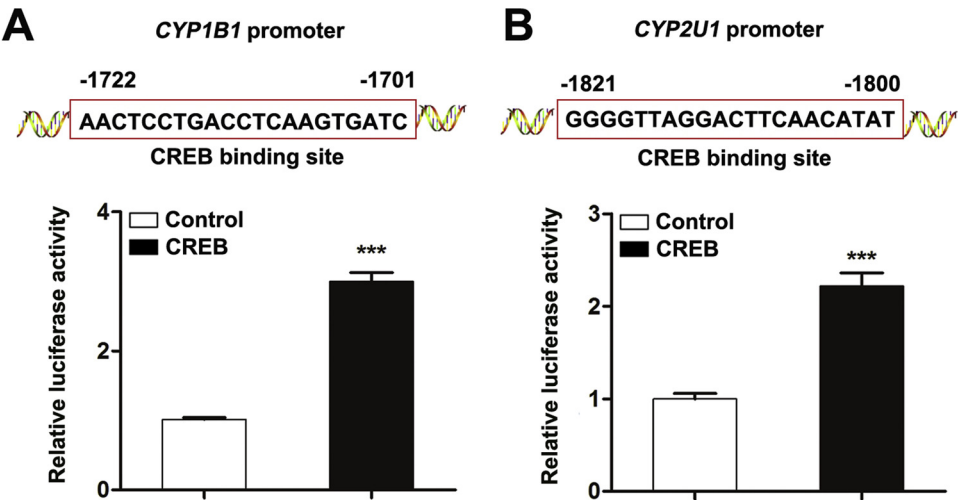 A
CYP1B1 promoter
-1722
-1701
AACTCCTGACCTCAAGTGATC
CREB binding site
4
2
0
Relative luciferase activity
Control
CREB
***
B
CYP2U1 promoter
-1821
-1800
GGGGTTAGGACTTCAACATAT
CREB binding site
3
2
1
0
Relative luciferase activity
Control
CREB
***